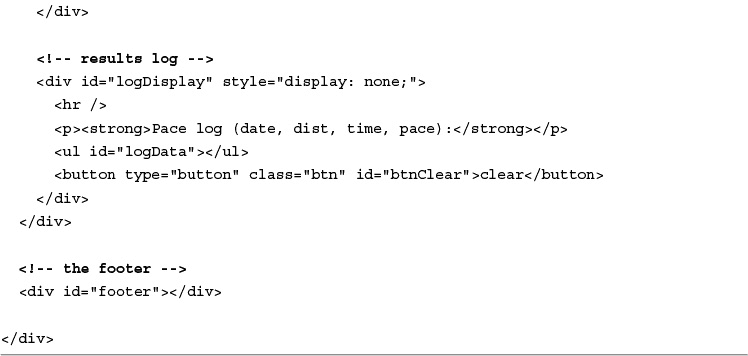 </div>

    <!-- results log -->
    <div id="logDisplay" style="display: none;">
      <hr />
      <p><strong>Pace log (date, dist, time, pace):</strong></p>
      <ul id="logData"></ul>
      <button type="button" class="btn" id="btnClear">clear</button>
    </div>
  </div>

  <!-- the footer -->
  <div id="footer"></div>

</div>